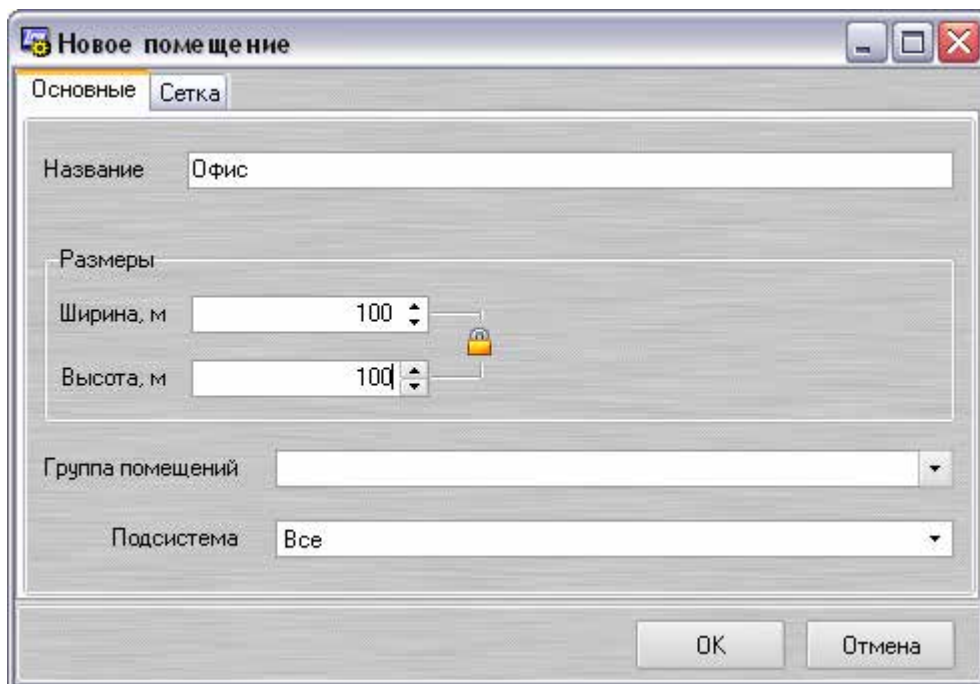 Новое помещение
Основные Сетка
Название Офис
Размеры
Ширина, м 100
Высота, м 100
Группа помещений
Подсистема Все
OK Отмена